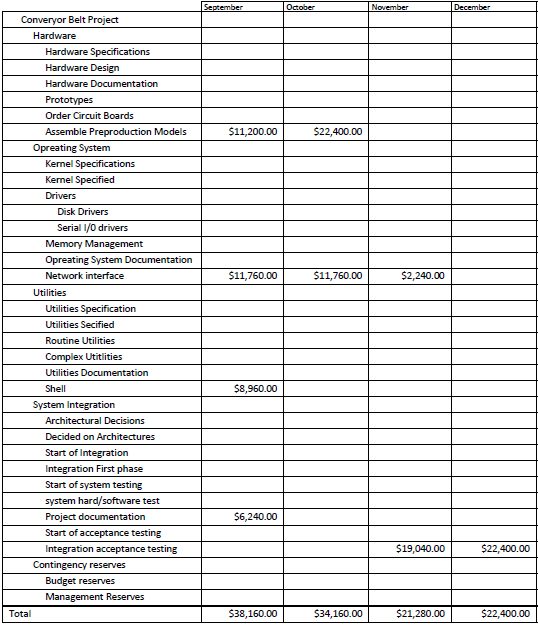 September October November December
Converyor Belt Project
Hardware
Hardware Specifications
Hardware Design
Hardware Documentation
Prototypes
Order Circuit Boards
Assemble Preproduction Models $11,200.00 $22,400.00
Opreating System
Kernel Specifications
Kernel Specified
Drivers
Disk Drivers
Serial I/0 drivers
Memory Management
Opreating System Documentation
Network interface $11,760.00 $11,760.00 $2,240.00
Utilities
Utilities Specification
Utilities Secified
Routine Utilities
Complex Utitlities
Utilities Documentation
Shell $8,960.00
System Integration
Architectural Decisions
Decided on Architectures
Start of Integration
Integration First phase
Start of system testing
system hard/software test
Project documentation $6,240.00
Start of acceptance testing
Integration acceptance testing $19,040.00 $22,400.00
Contingency reserves
Budget reserves
Management Reserves
Total $38,160.00 $34,160.00 $21,280.00 $22,400.00